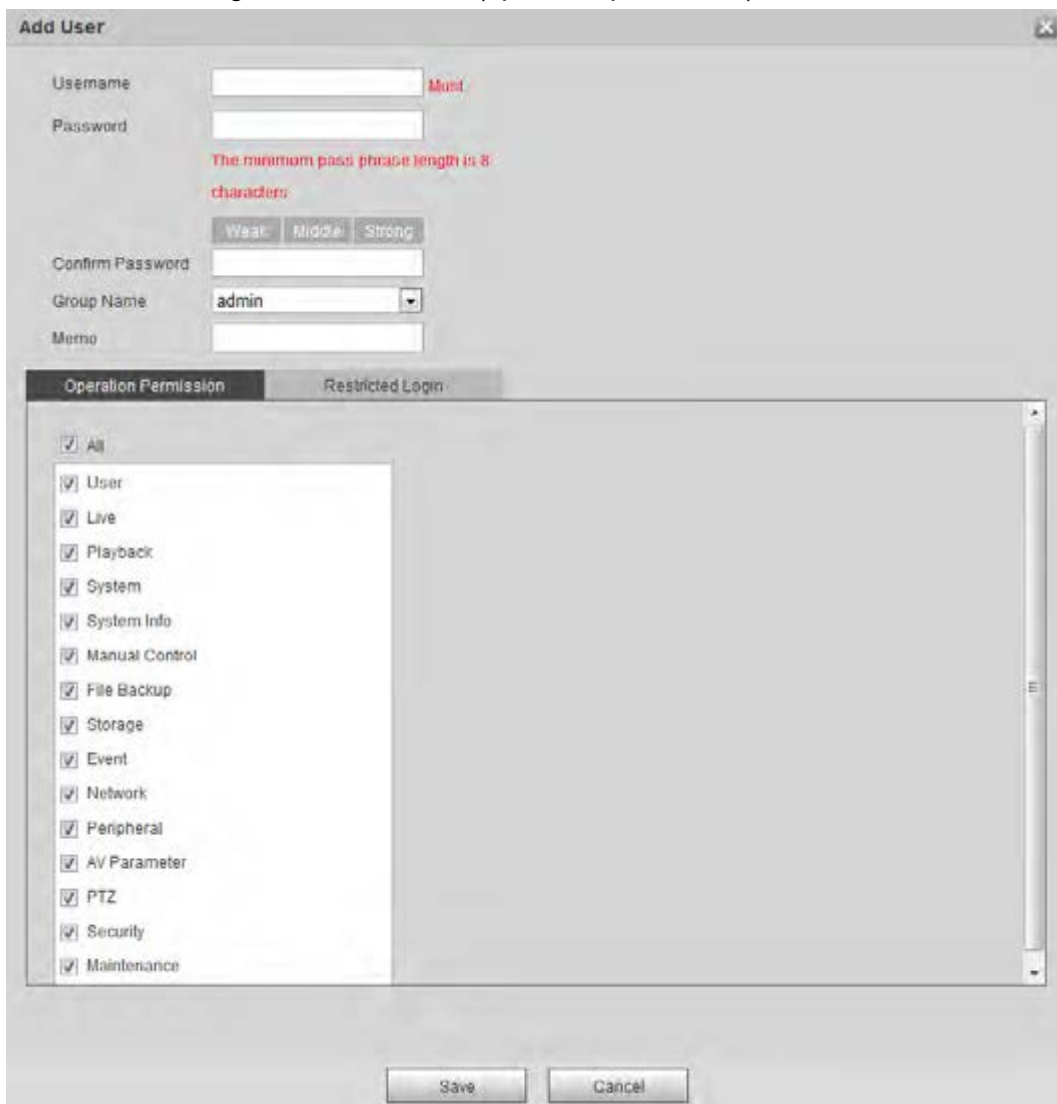 Add User
Username
Must
Password
The minimum pass phrase length is 8
characters
Weak Middle Strong
Confirm Password
Group Name
admin
Memo
Operation Permission
Restricted Login
All
User
Live
Playback
System
System Info
Manual Control
File Backup
Storage
Event
Network
Peripheral
AV Parameter
PTZ
Security
Maintenance
Save
Cancel